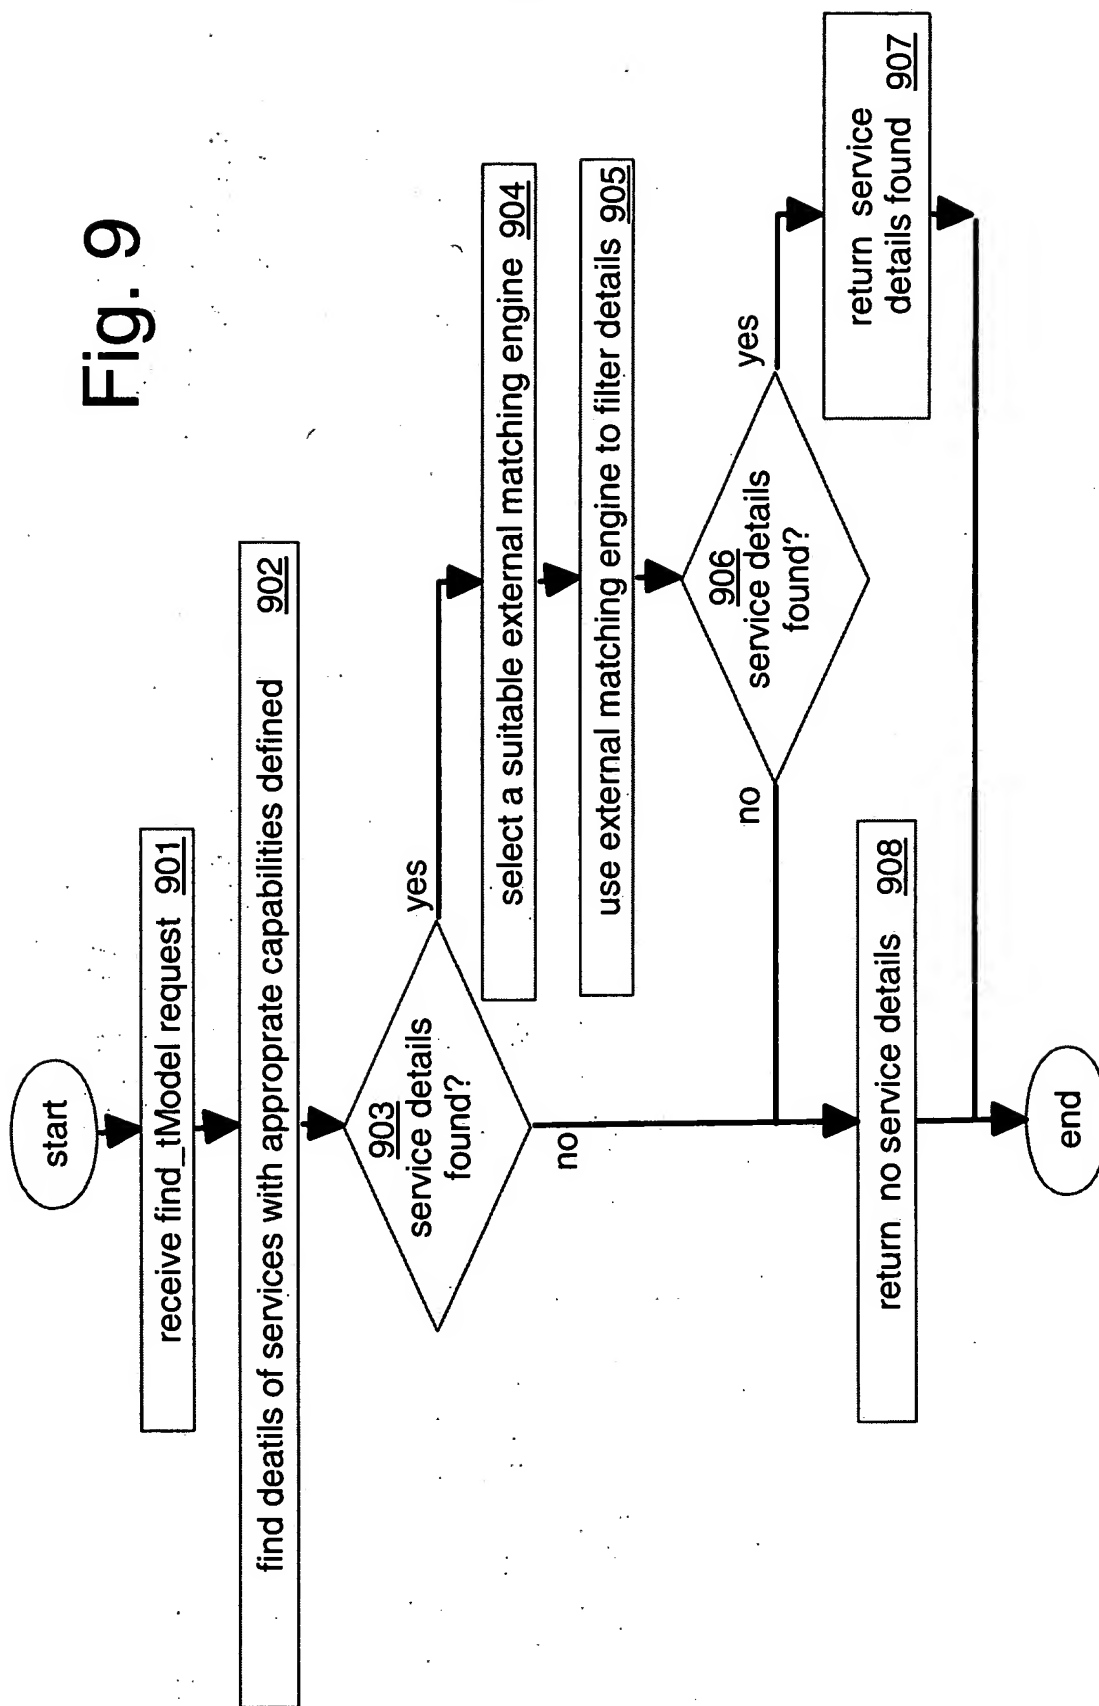 Fig. 9
start
receive find_tModel request 901
find deatils of services with approprate capabilities defined 902
903
service details
found?
yes
no
select a suitable external matching engine 904
use external matching engine to filter details 905
906
service details
found?
yes
no
return service
details found 907
return no service details 908
end